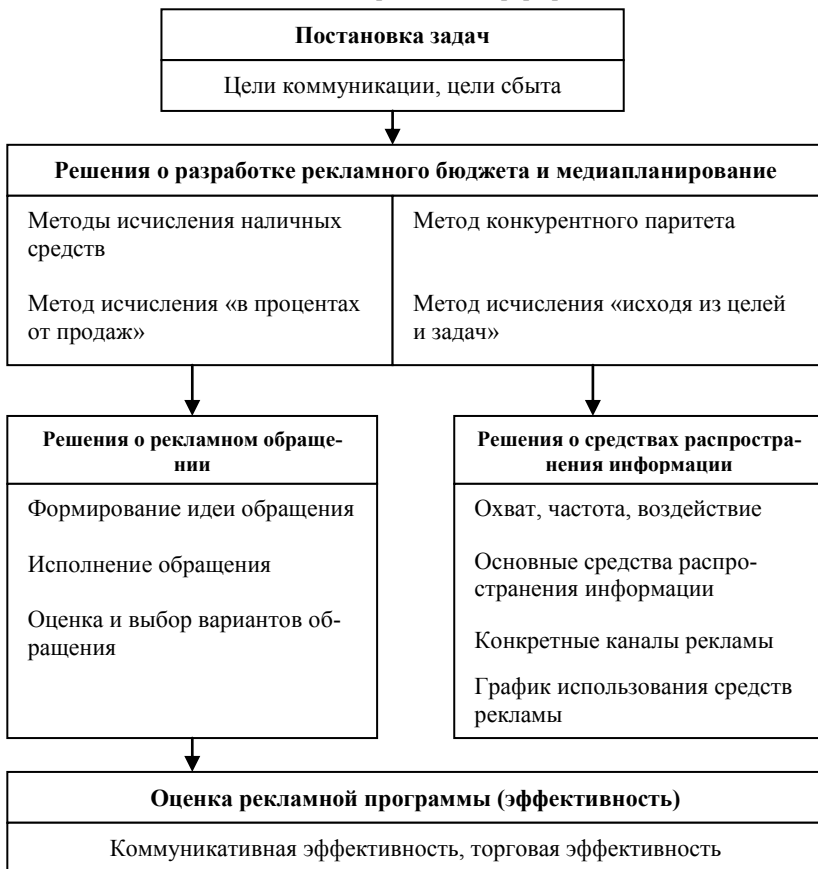 Постановка задач
Цели коммуникации, цели сбыта
Решения о разработке рекламного бюджета и медиапланирование
Методы исчисления наличных
средств
Метод исчисления «в процентах
от продаж»
Метод конкурентного паритета
Метод исчисления «исходя из целей
и задач»
Решения о рекламном обраще-
нии
Формирование идеи обращения
Исполнение обращения
Оценка и выбор вариантов об-
ращения
Решения о средствах распростра-
нения информации
Охват, частота, воздействие
Основные средства распро-
странения информации
Конкретные каналы рекламы
График использования средств
рекламы
Оценка рекламной программы (эффективность)
Коммуникативная эффективность, торговая эффективность